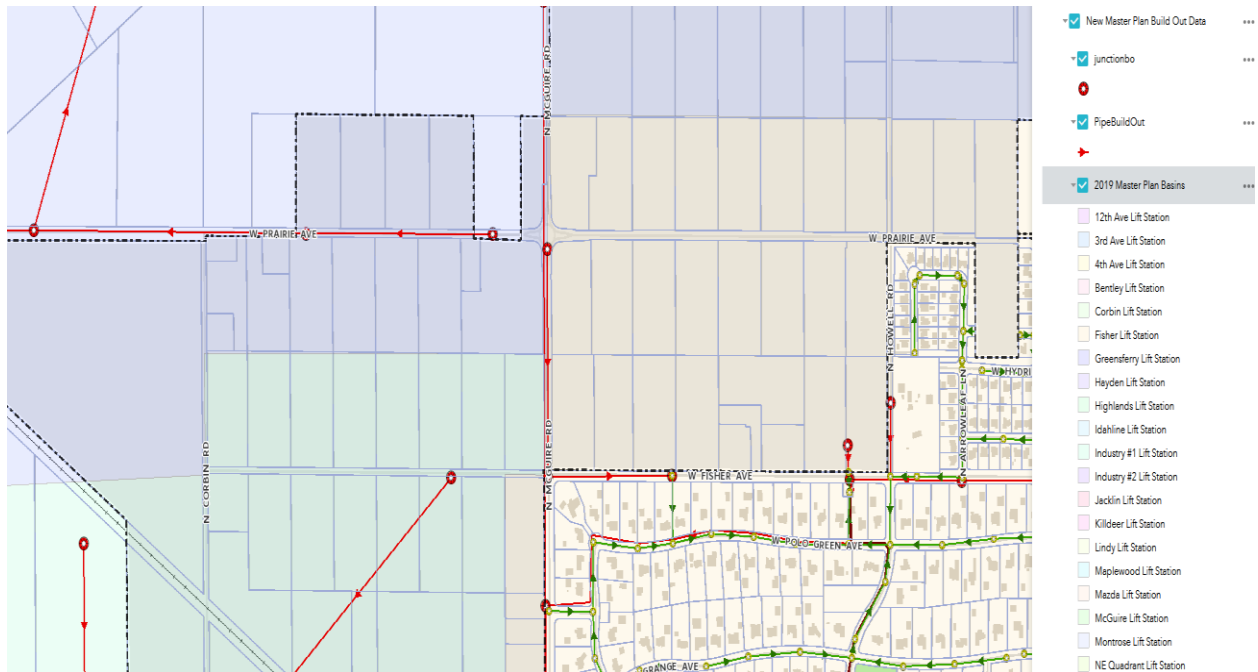 New Master Plan Build Out Data
junctionbo
PipeBuildOut
2019 Master Plan Basins
12th Ave Lift Station
3rd Ave Lift Station
4th Ave Lift Station
Bentley Lift Station
Corbin Lift Station
Fisher Lift Station
Greensferry Lift Station
Hayden Lift Station
Highlands Lift Station
Idahline Lift Station
Industry #1 Lift Station
Industry #2 Lift Station
Jacklin Lift Station
Killdeer Lift Station
Lindy Lift Station
Maplewood Lift Station
Mazda Lift Station
McGuire Lift Station
Montrose Lift Station
NE Quadrant Lift Station
N MCGUIRE RD
N MCGUIRE RD
W PRAIRIE AVE
W PRAIRIE AVE
N HOWELL RD
W HYDRI
N ARROWLEAF LN
N CORBIN RD
N MCGUIRE RD
W FISHER AVE
W POLO GREEN AVE
GRANGE AVE